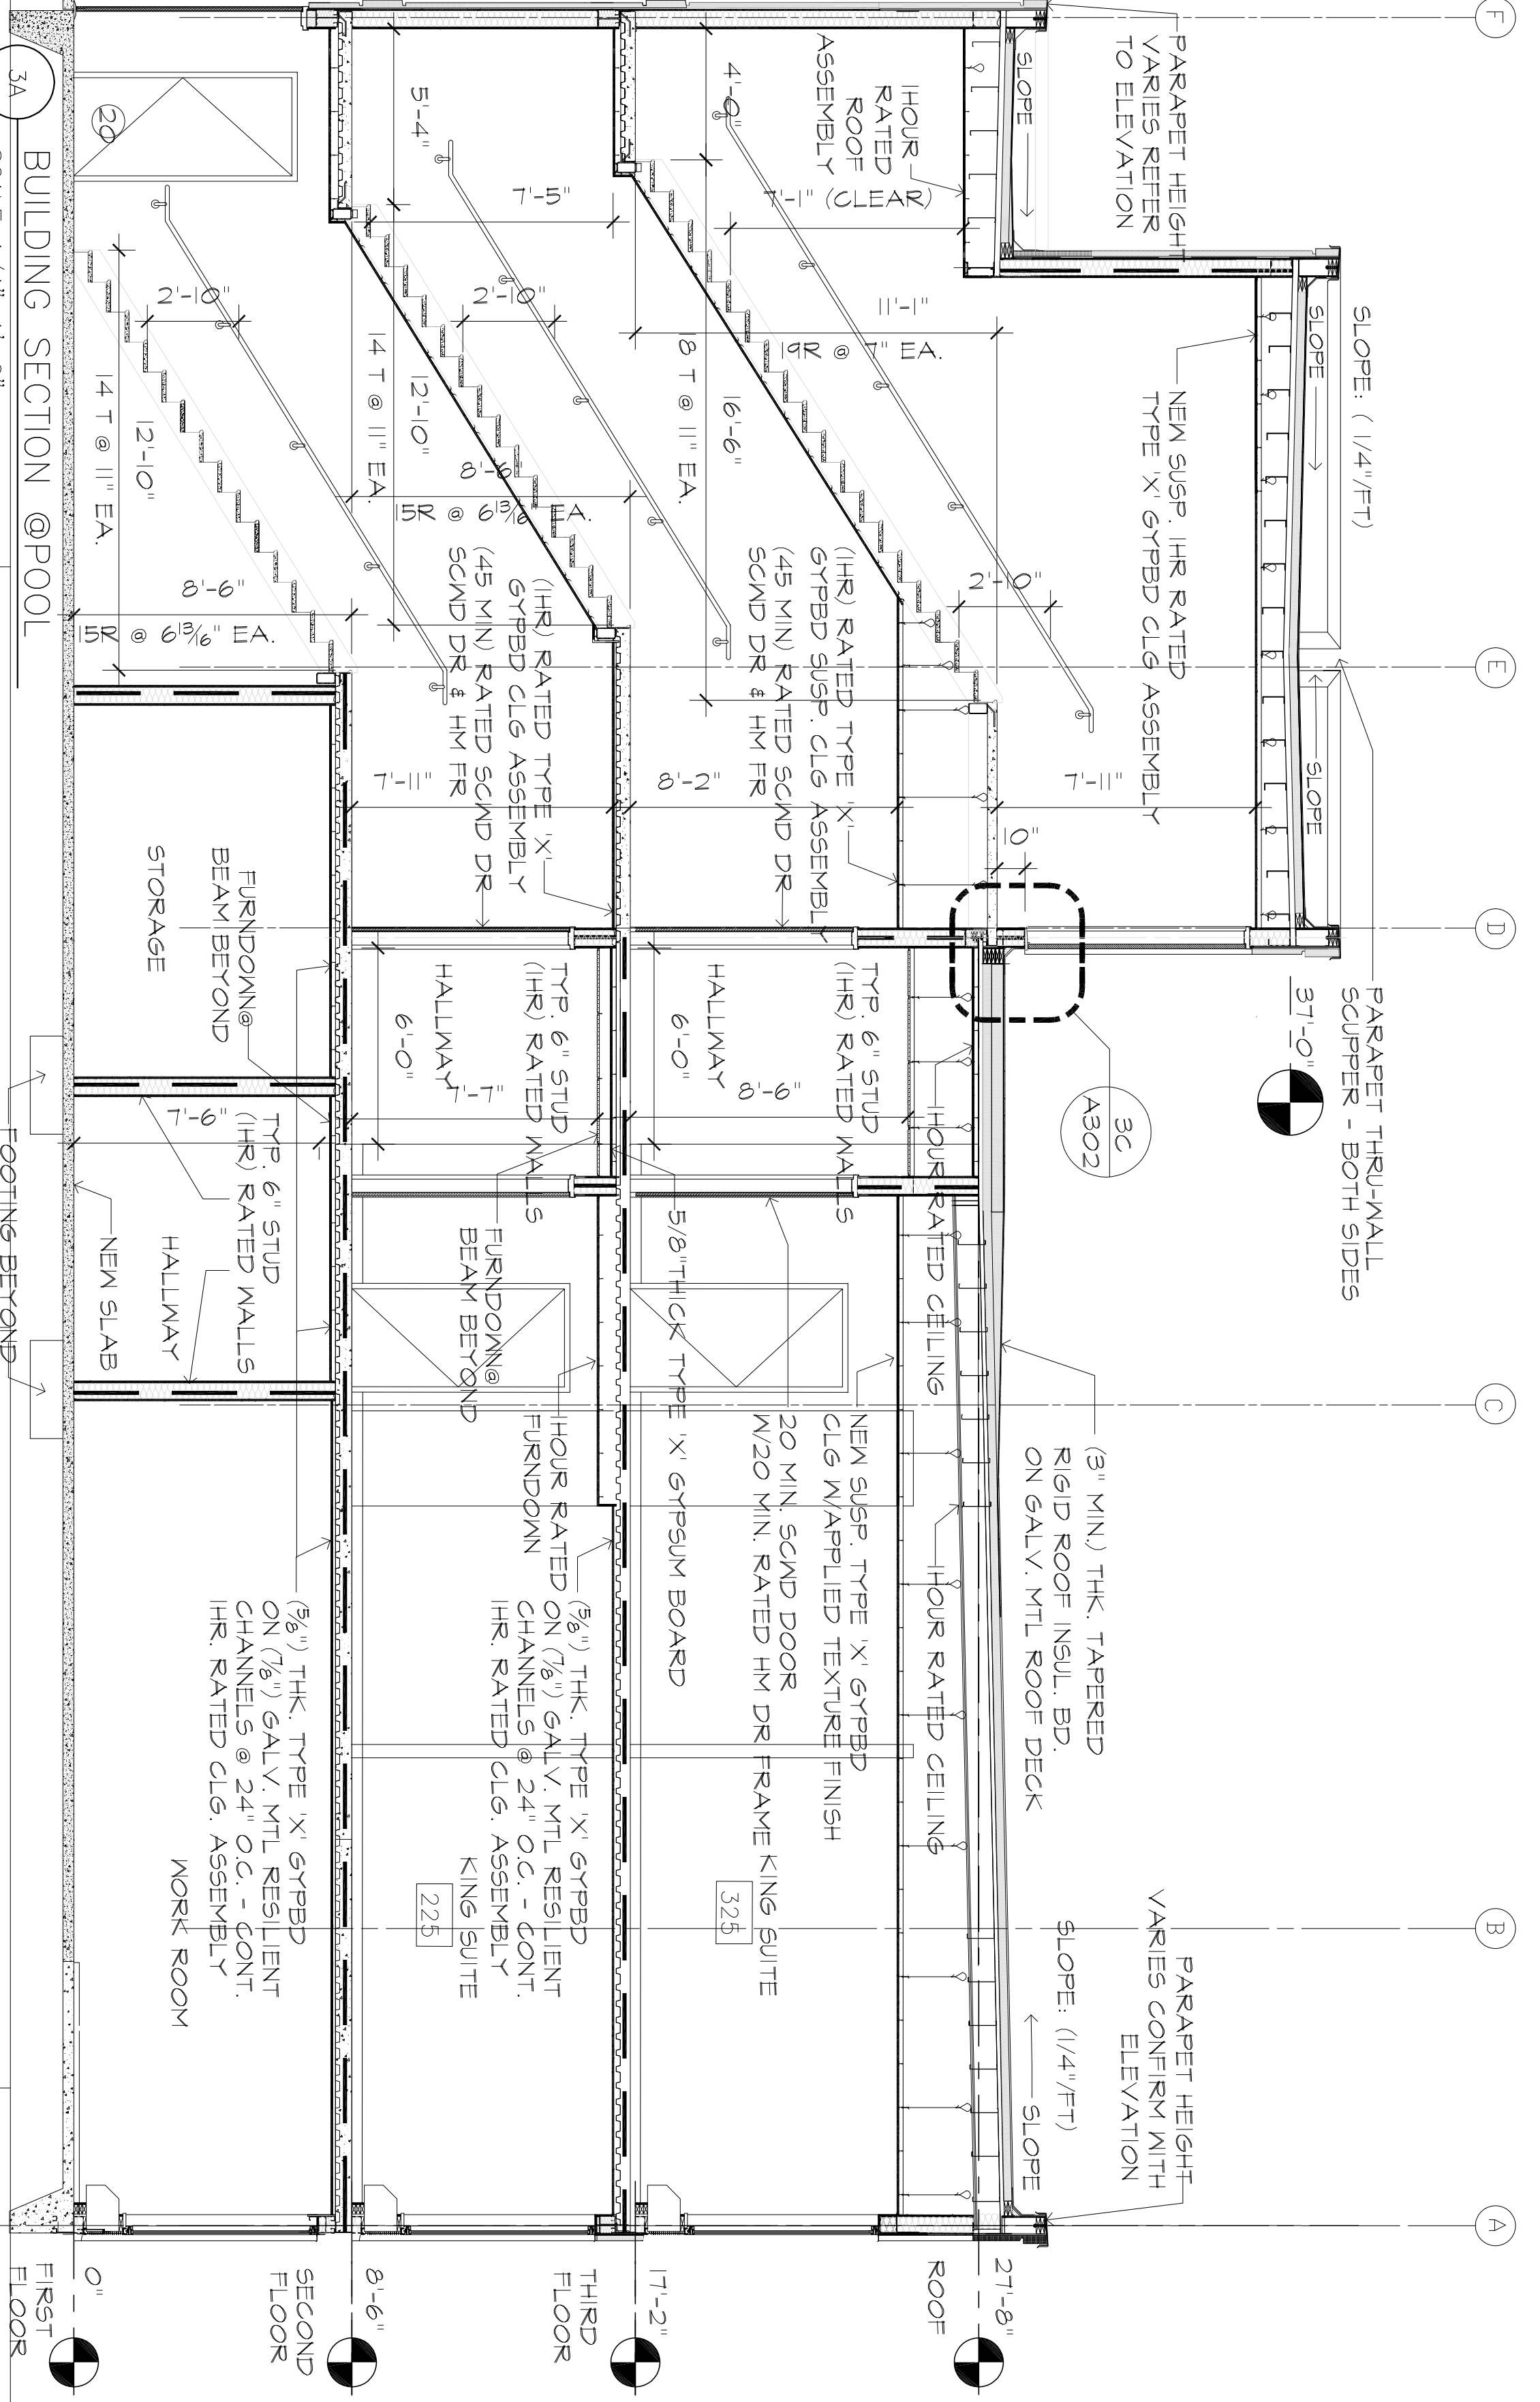 F
E
D
C
B
A
PARAPET HEIGHT
VARIES REFER
TO ELEVATION
SLOPE: ( 1/4"/FT)
SLOPE
SLOPE
SLOPE
PARAPET THRU-WALL
SCUPPER - BOTH SIDES
37'-0"
3C
A302
PARAPET HEIGHT
VARIES CONFIRM WITH
ELEVATION
SLOPE: (1/4"/FT)
SLOPE
(3" MIN.) THK. TAPERED
RIGID ROOF INSUL. BD.
ON GALV. MTL ROOF DECK
27'-8"
ROOF
1HOUR
RATED
ROOF
ASSEMBLY
7'-1" (CLEAR)
NEW SUSP. 1HR RATED
TYPE 'X' GYPBD CLG ASSEMBLY
11'-1"
19R @ 7" EA.
7'-11"
10"
2'-10"
1HOUR RATED CEILING
1HOUR RATED CEILING
NEW SUSP. TYPE 'X' GYPBD
CLG W/APPLIED TEXTURE FINISH
20 MIN. SCWD DOOR
W/20 MIN. RATED HM DR FRAME
KING SUITE
325
4'-0"
18 T @ 11" EA.
16'-6"
(1HR) RATED TYPE 'X'
GYPBD SUSP. CLG ASSEMBLY
(45 MIN) RATED SCWD DR
SCWD DR & HM FR
8'-2"
TYP. 6" STUD
(1HR) RATED WALLS
HALLWAY
8'-6"
6'-0"
5/8"THICK TYPE 'X' GYPSUM BOARD
17'-2"
THIRD
FLOOR
7'-5"
5'-4"
2'-10"
14 T @ 11" EA.
12'-10"
8'-6"
15R @ 6 13/16" EA.
(1HR) RATED TYPE 'X'
GYPBD CLG ASSEMBLY
(45 MIN) RATED SCWD DR
SCWD DR & HM FR
7'-11"
TYP. 6" STUD
(1HR) RATED WALLS
HALLWAY
7'-7"
6'-0"
FURNDOWN@
BEAM BEYOND
1HOUR RATED
FURNDOWN
(5/8") THK. TYPE 'X' GYPBD
ON (7/8") GALV. MTL RESILIENT
CHANNELS @ 24" O.C. - CONT.
1HR. RATED CLG. ASSEMBLY
KING SUITE
225
8'-6"
SECOND
FLOOR
20
2'-10"
12'-10"
14 T @ 11" EA.
8'-6"
15R @ 6 13/16" EA.
FURNDOWN@
BEAM BEYOND
STORAGE
7'-6"
TYP. 6" STUD
(1HR) RATED WALLS
HALLWAY
NEW SLAB
FOOTING BEYOND
(5/8") THK. TYPE 'X' GYPBD
ON (7/8") GALV. MTL RESILIENT
CHANNELS @ 24" O.C. - CONT.
1HR. RATED CLG. ASSEMBLY
WORK ROOM
0"
FIRST
FLOOR
3A
BUILDING SECTION @POOL